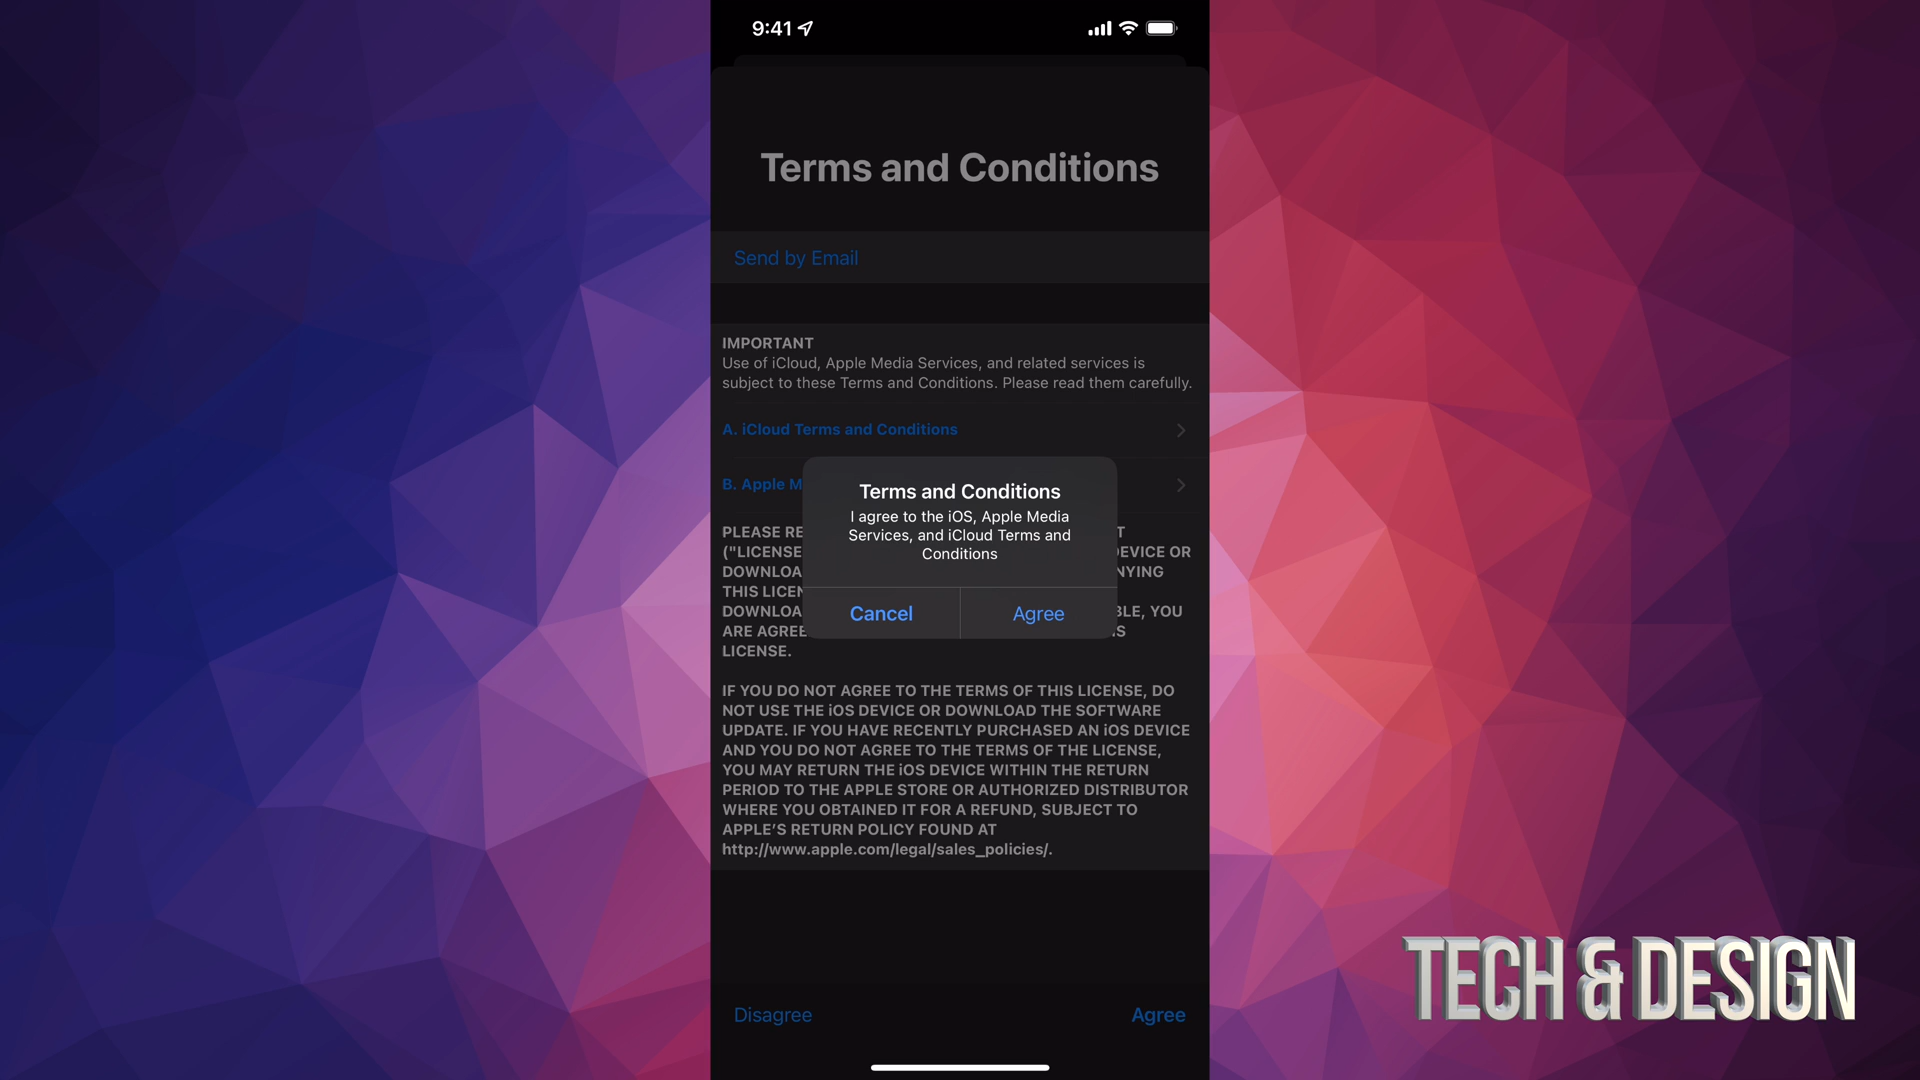 9:41
Terms and Conditions
Send by Email
IMPORTANT
Use of iCloud, Apple Media Services, and related services is
subject to these Terms and Conditions. Please read them carefully.
A. iCloud Terms and Conditions
B. Apple M
Terms and Conditions
I agree to the iOS, Apple Media
Services, and iCloud Terms and
Conditions
Cancel
Agree
PLEASE RE T
("LICENSE EVICE OR
DOWNLOA NYING
THIS LICEN
DOWNLOA BLE, YOU
ARE AGREE IS
LICENSE.
IF YOU DO NOT AGREE TO THE TERMS OF THIS LICENSE, DO
NOT USE THE iOS DEVICE OR DOWNLOAD THE SOFTWARE
UPDATE. IF YOU HAVE RECENTLY PURCHASED AN iOS DEVICE
AND YOU DO NOT AGREE TO THE TERMS OF THE LICENSE,
YOU MAY RETURN THE iOS DEVICE WITHIN THE RETURN
PERIOD TO THE APPLE STORE OR AUTHORIZED DISTRIBUTOR
WHERE YOU OBTAINED IT FOR A REFUND, SUBJECT TO
APPLE'S RETURN POLICY FOUND AT
http://www.apple.com/legal/sales_policies/.
Disagree
Agree
TECH & DESIGN